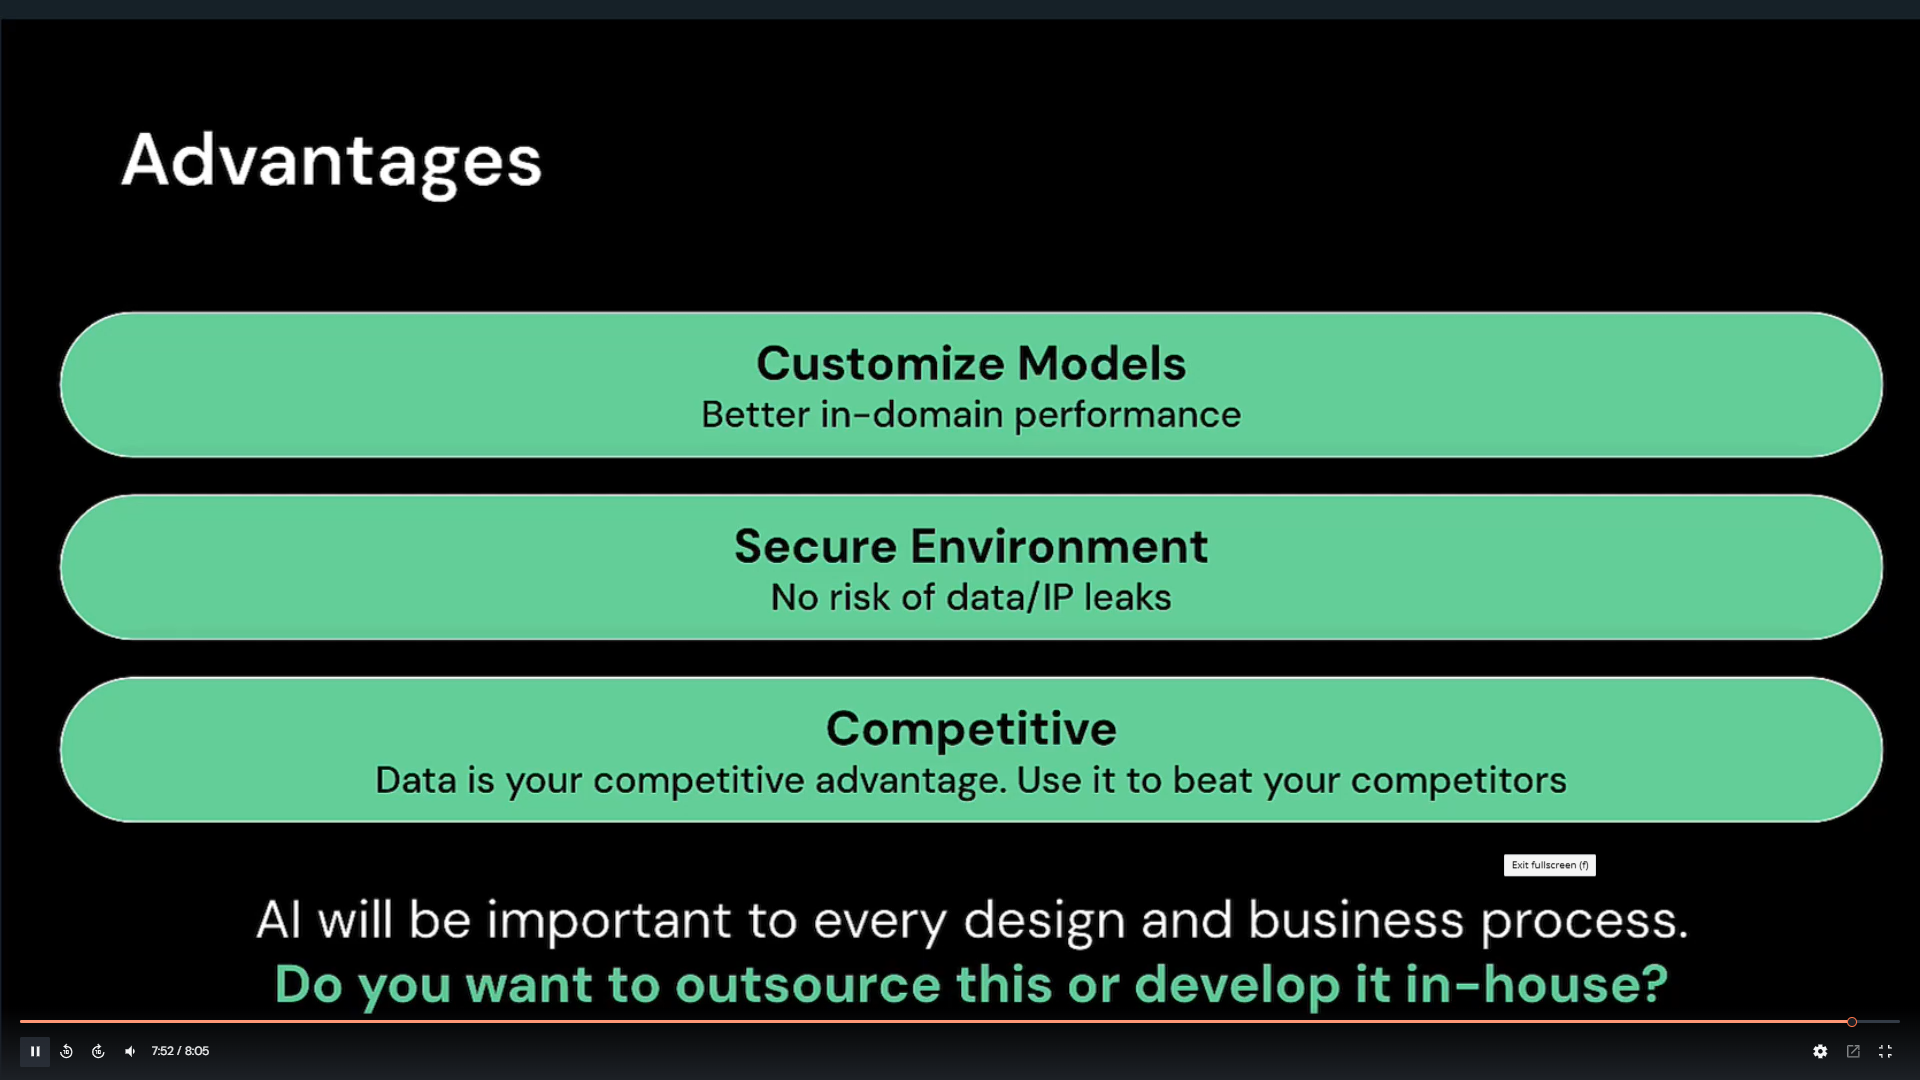 Advantages
Customize Models
Better in-domain performance
Secure Environment
No risk of data/IP leaks
Competitive
Data is your competitive advantage. Use it to beat your competitors
Exit fullscreen (f)
AI will be important to every design and business process.
Do you want to outsource this or develop it in-house?
7:52 / 8:05